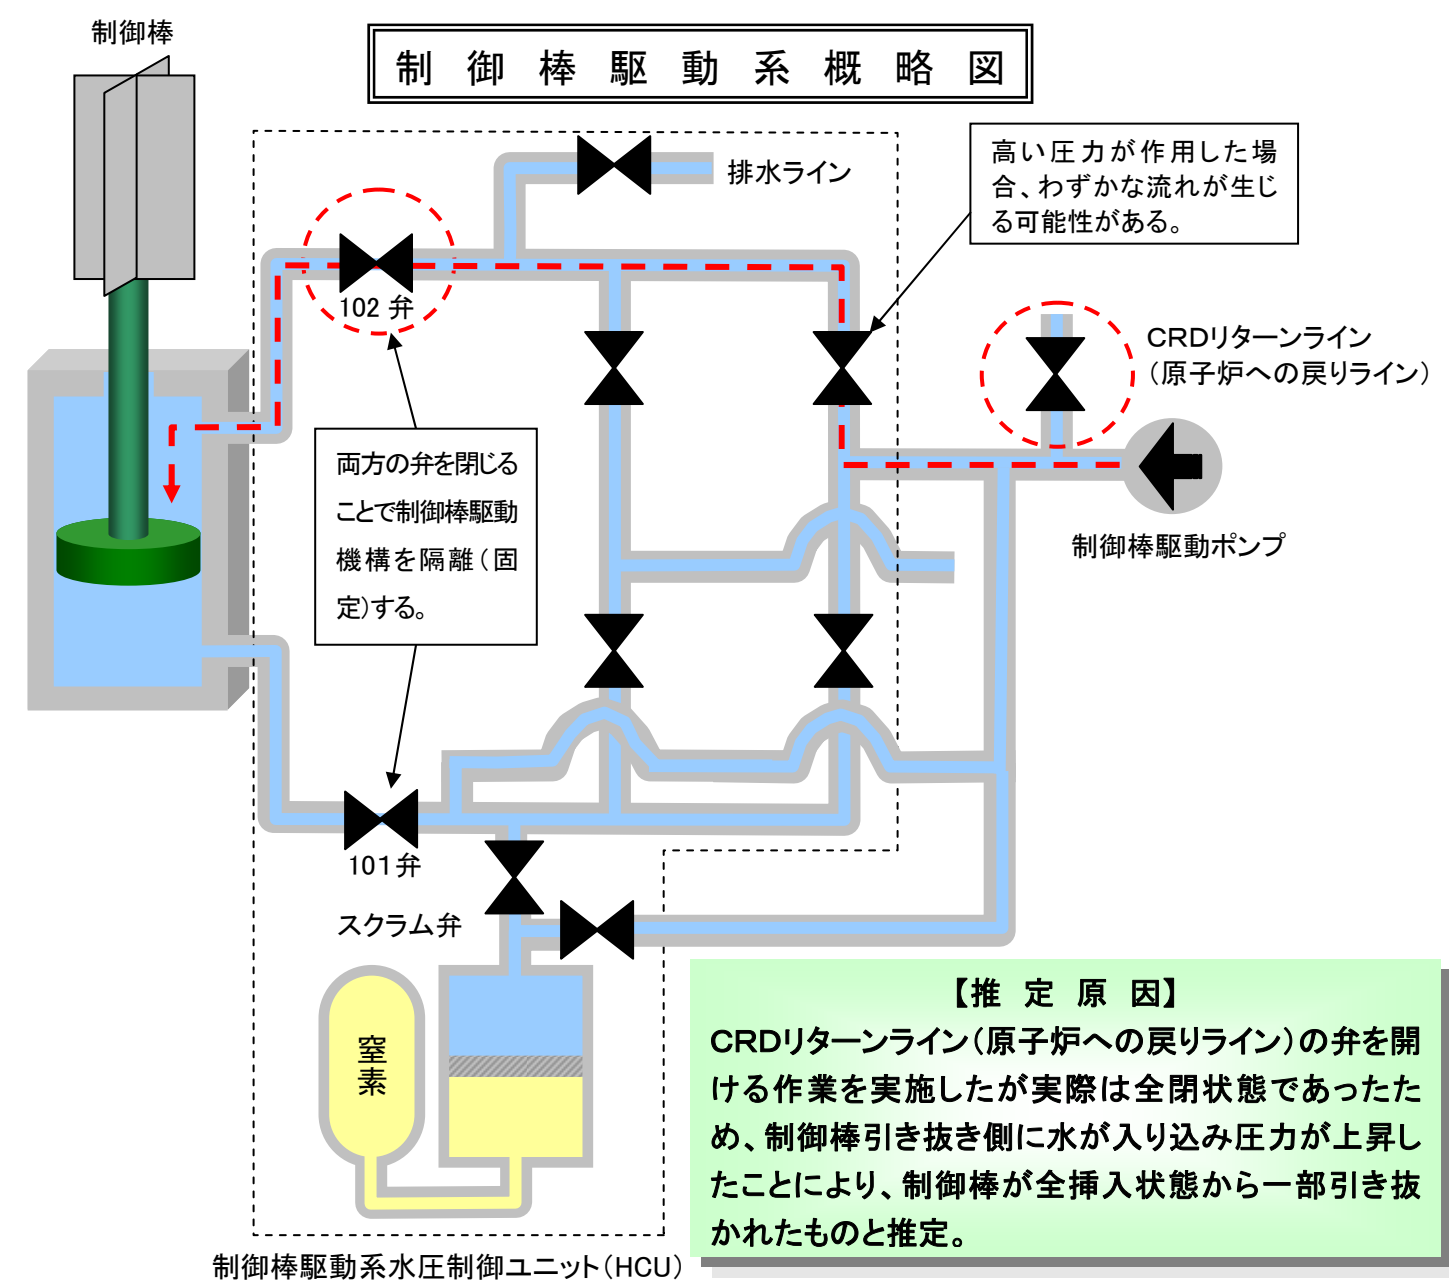 制御棒
制御棒駆動系概略図
排水ライン
高い圧力が作用した場
合、わずかな流れが生じ
る可能性がある。
102 弁
CRDリターンライン
(原子炉への戻りライン)
両方の弁を閉じる
ことで制御棒駆動
機構を隔離(固
定)する。
制御棒駆動ポンプ
101弁
スクラム弁
窒素
【推定原因】
CRDリターンライン(原子炉への戻りライン)の弁を開
ける作業を実施したが実際は全閉状態であったた
め、制御棒引き抜き側に水が入り込み圧力が上昇し
たことにより、制御棒が全挿入状態から一部引き抜
かれたものと推定。
制御棒駆動系水圧制御ユニット(HCU)